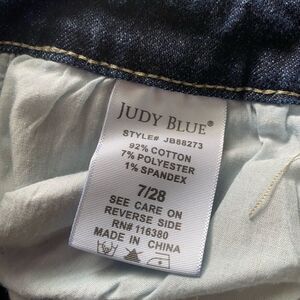 JUDY BLUE®
STYLE# JB88273
92% COTTON
7% POLYESTER
1% SPANDEX
7/28
SEE CARE ON
REVERSE SIDE
RN# 116380
MADE IN CHINA